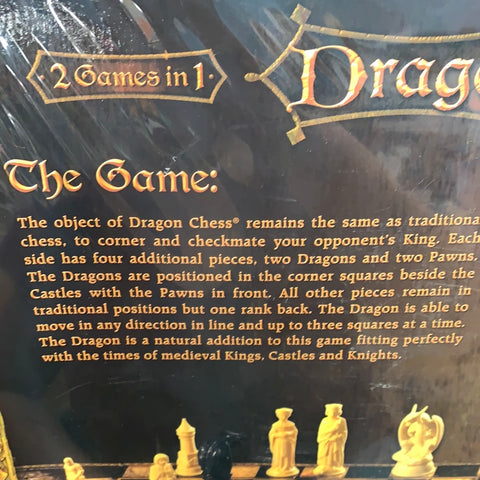 2 Games in 1
Drag
The Game:
The object of Dragon Chess® remains the same as traditiona
chess, to corner and checkmate your opponent's King. Each
side has four additional pieces, two Dragons and two Pawns.
The Dragons are positioned in the corner squares beside the
Castles with the Pawns in front. All other pieces remain in
traditional positions but one rank back. The Dragon is able to
move in any direction in line and up to three squares at a time.
The Dragon is a natural addition to this game fitting perfectly
with the times of medieval Kings, Castles and Knights.